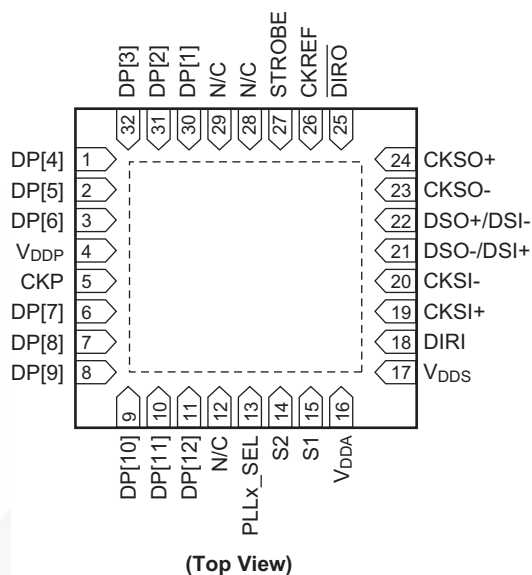 DP[3]
DP[2]
DP[1]
N/C
N/C
STROBE
CKREF
DIRO
32
31
30
29
28
27
26
25
DP[4] 1
DP[5] 2
DP[6] 3
VDDP 4
CKP 5
DP[7] 6
DP[8] 7
DP[9] 8
24 CKSO+
23 CKSO-
22 DSO+/DSI-
21 DSO-/DSI+
20 CKSI-
19 CKSI+
18 DIRI
17 VDDS
9
10
11
12
13
14
15
16
DP[10]
DP[11]
DP[12]
N/C
PLLx_SEL
S2
S1
VDDA
(Top View)